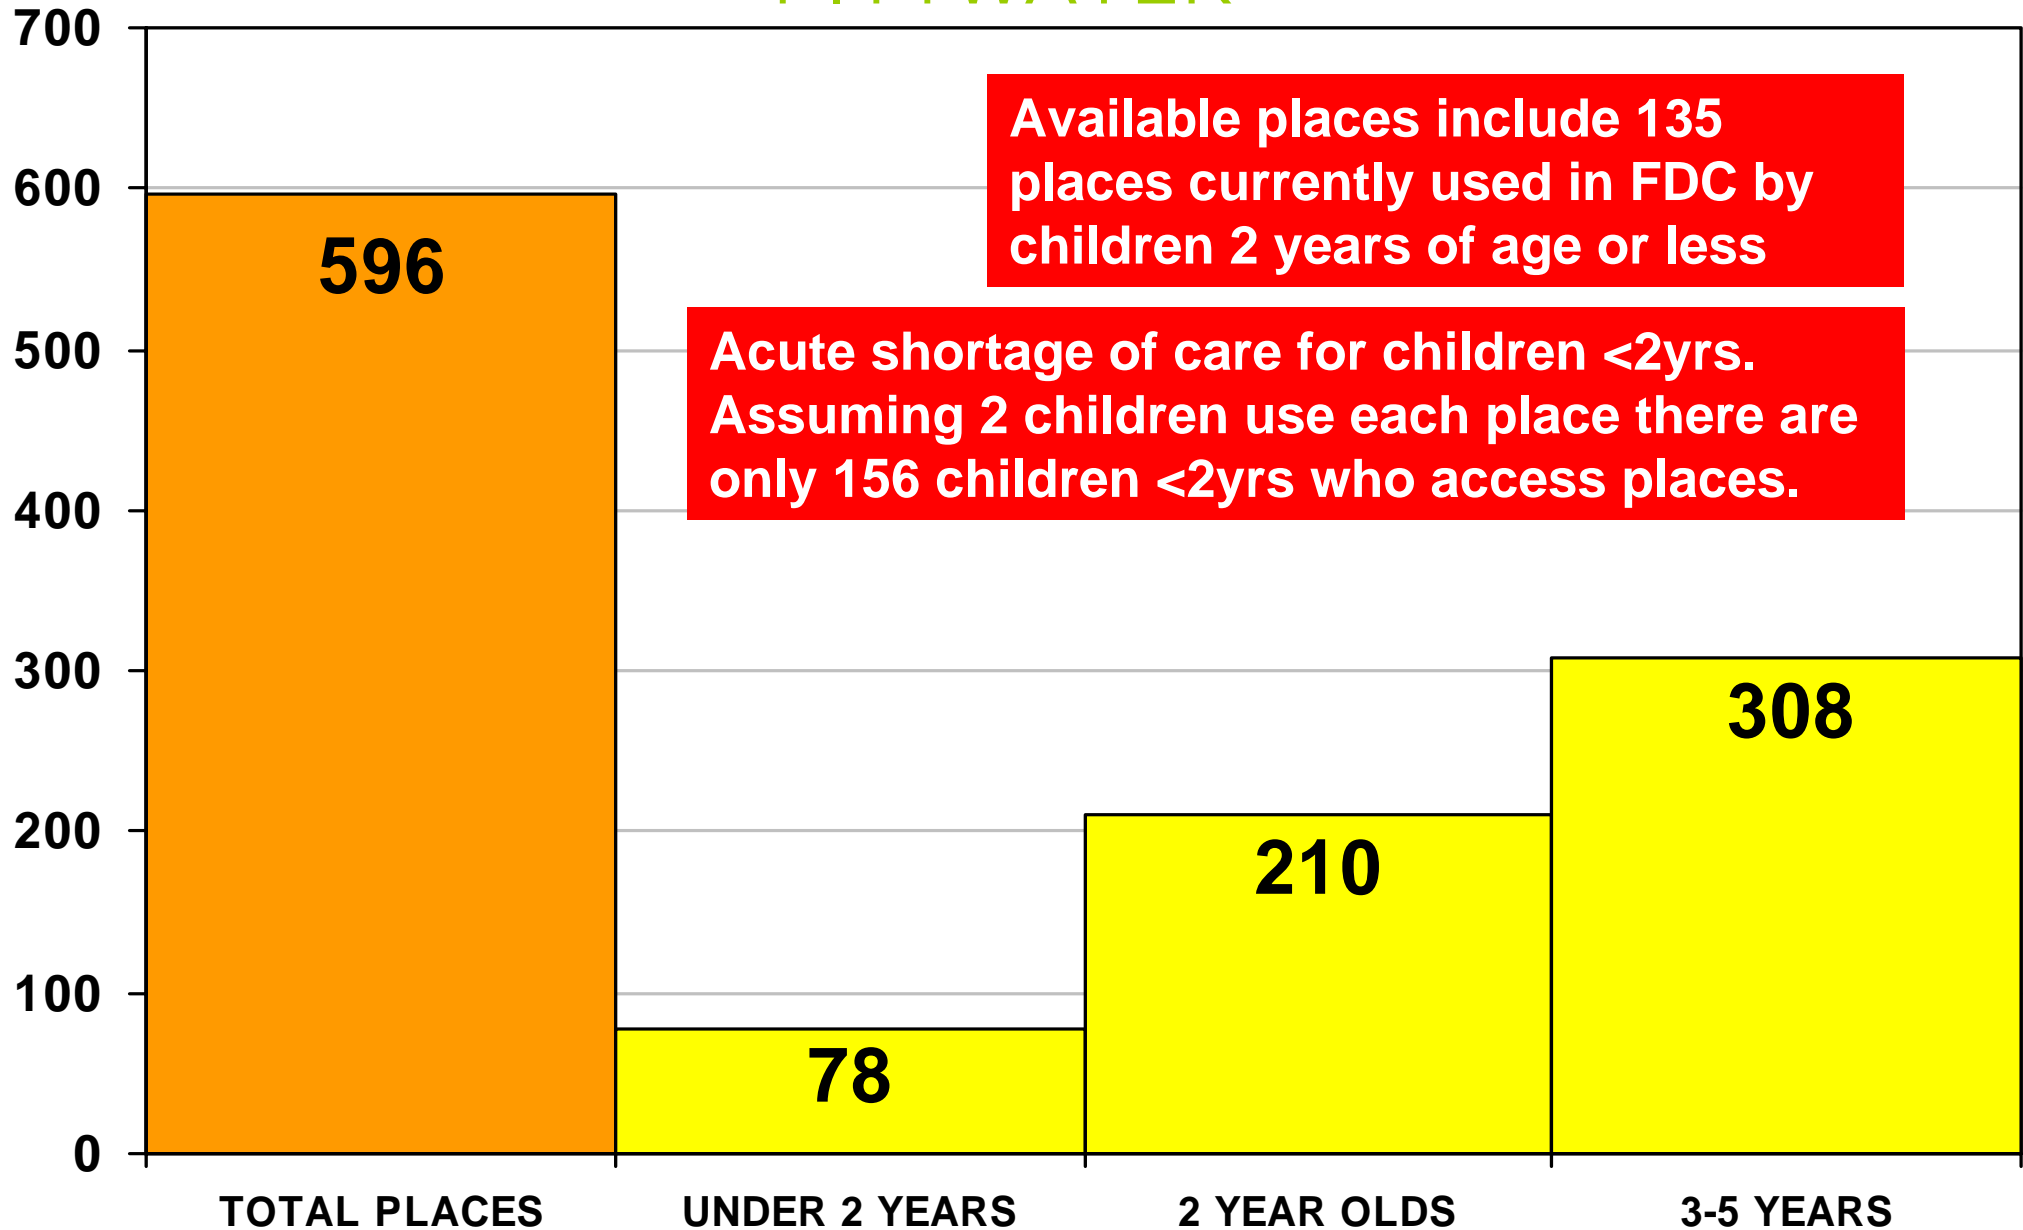 700
600
500
400
300
200
100
0
Available places include 135
places currently used in FDC by
children 2 years of age or less
Acute shortage of care for children <2yrs.
Assuming 2 children use each place there are
only 156 children <2yrs who access places.
596
78
210
308
TOTAL PLACES
UNDER 2 YEARS
2 YEAR OLDS
3-5 YEARS